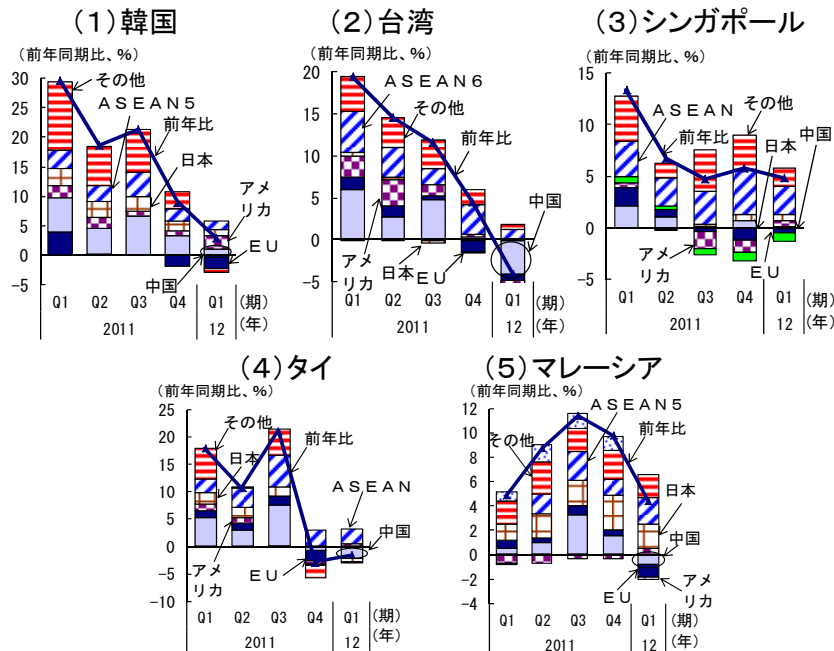 (1)韓国
(前年同期比、%)
35
30
25
20
15
10
5
0
-5
その他
ASEAN5
前年比
日本
アメ
リカ
EU
中国
Q1 Q2 Q3 Q4 Q1 (期)
2011 12 (年)
(2)台湾
(前年同期比、%)
20
15
10
5
0
-5
ASEAN6
その他
前年比
中国
アメ
リカ
日本
EU
Q1 Q2 Q3 Q4 Q1 (期)
2011 12 (年)
(3)シンガポール
(前年同期比、%)
15
10
5
0
-5
その他
ASEAN
前年比
日本
中国
アメ
リカ
EU
Q1 Q2 Q3 Q4 Q1 (期)
2011 12 (年)
(4)タイ
(前年同期比、%)
25
20
15
10
5
0
-5
-10
その他
日本
前年比
ASEAN
中国
アメ
リカ
EU
Q1 Q2 Q3 Q4 Q1 (期)
2011 12 (年)
(5)マレーシア
(前年同期比、%)
12
10
8
6
4
2
0
-2
-4
ASEAN5
その他
前年比
日本
中国
アメ
リカ
EU
Q1 Q2 Q3 Q4 Q1 (期)
2011 12 (年)